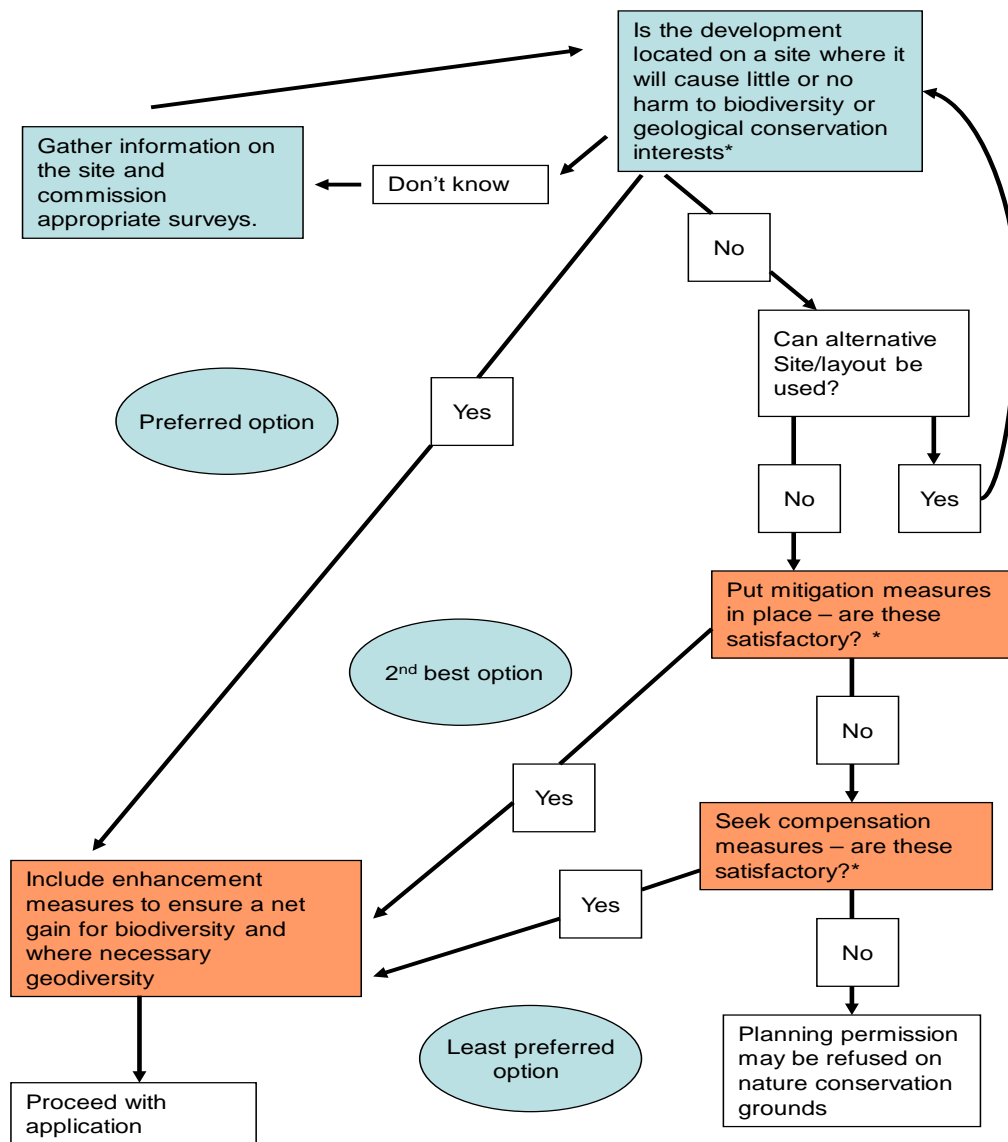 Is the development
located on a site where it
will cause little or no
harm to biodiversity or
geological conservation
interests*
Gather information on
the site and
commission
appropriate surveys.
Don’t know
No
Can alternative
Site/layout be
used?
Preferred option
Yes
No
Yes
Put mitigation measures
in place – are these
satisfactory? *
2nd best option
No
Yes
Seek compensation
measures – are these
satisfactory?*
Include enhancement
measures to ensure a net
gain for biodiversity and
where necessary
geodiversity
Yes
No
Least preferred
option
Planning permission
may be refused on
nature conservation
grounds
Proceed with
application